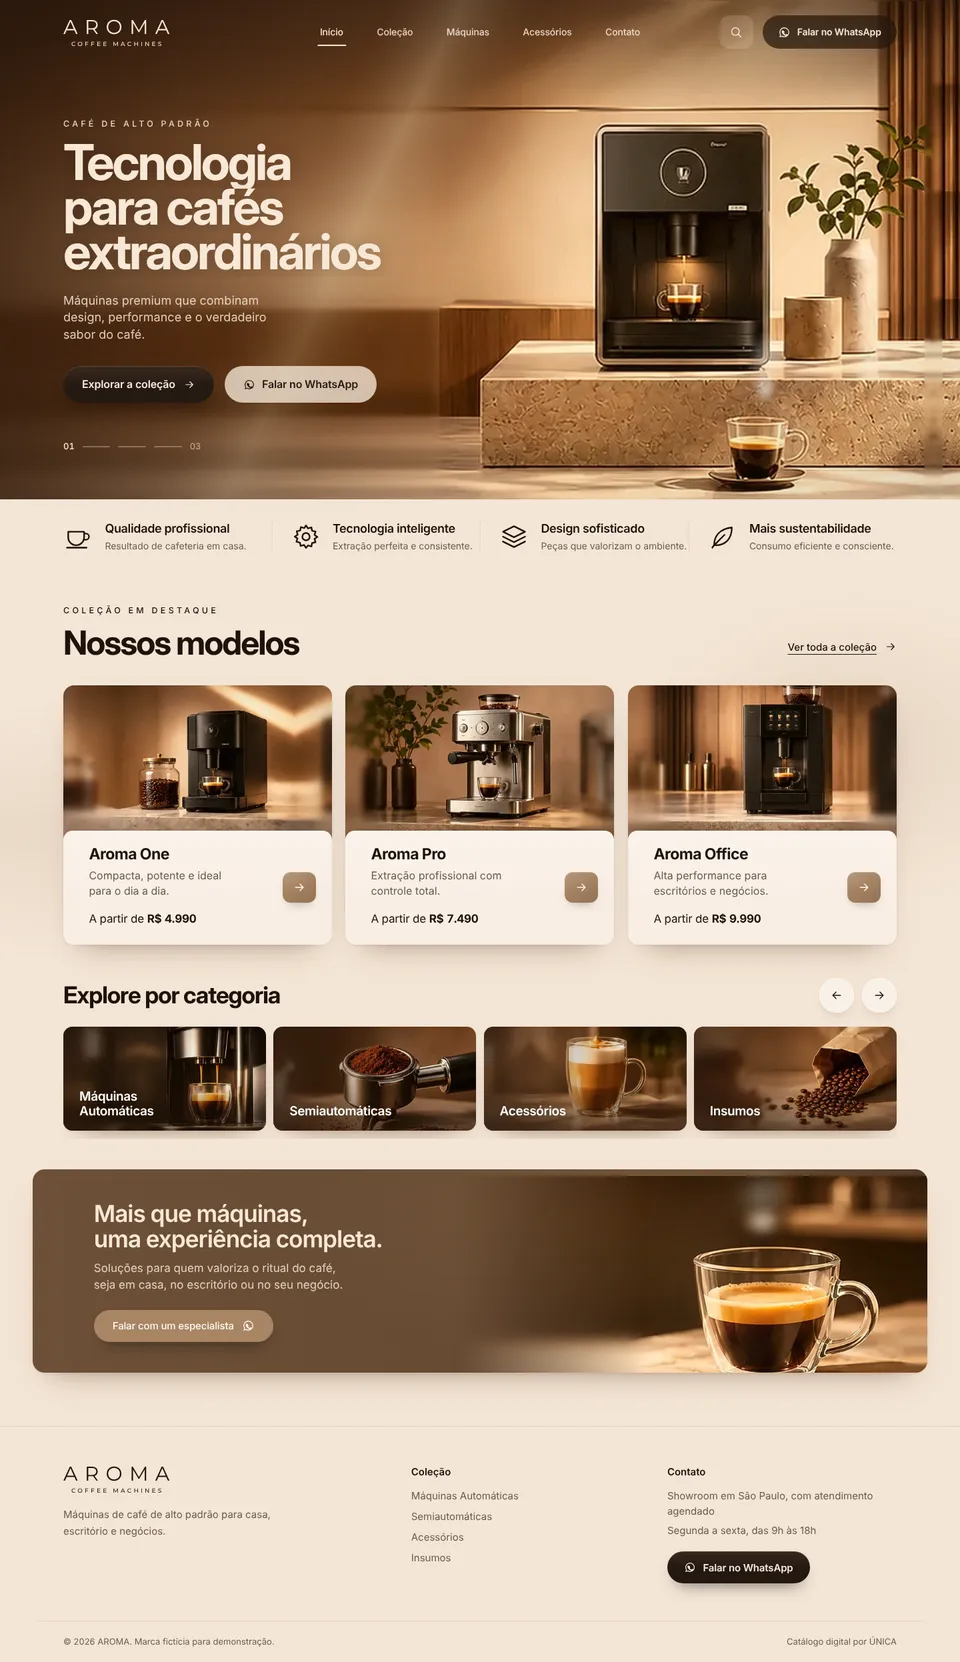 AROMA
COFFEE MACHINES
Início
Coleção
Máquinas
Acessórios
Contato
Falar no WhatsApp
CAFÉ DE ALTO PADRÃO
Tecnologia
para cafés
extraordinários
Máquinas premium que combinam
design, performance e o verdadeiro
sabor do café.
Explorar a coleção
Falar no WhatsApp
01
03
Qualidade profissional
Resultado de cafeteria em casa.
Tecnologia inteligente
Extração perfeita e consistente.
Design sofisticado
Peças que valorizam o ambiente.
Mais sustentabilidade
Consumo eficiente e consciente.
COLEÇÃO EM DESTAQUE
Nossos modelos
Ver toda a coleção
Aroma One
Compacta, potente e ideal
para o dia a dia.
A partir de R$ 4.990
Aroma Pro
Extração profissional com
controle total.
A partir de R$ 7.490
Aroma Office
Alta performance para
escritórios e negócios.
A partir de R$ 9.990
Explore por categoria
Máquinas
Automáticas
Semiautomáticas
Acessórios
Insumos
Mais que máquinas,
uma experiência completa.
Soluções para quem valoriza o ritual do café,
seja em casa, no escritório ou no seu negócio.
Falar com um especialista
AROMA
COFFEE MACHINES
Máquinas de café de alto padrão para casa,
escritório e negócios.
Coleção
Máquinas Automáticas
Semiautomáticas
Acessórios
Insumos
Contato
Showroom em São Paulo, com atendimento
agendado
Segunda a sexta, das 9h às 18h
Falar no WhatsApp
© 2026 AROMA. Marca fictícia para demonstração.
Catálogo digital por ÚNICA